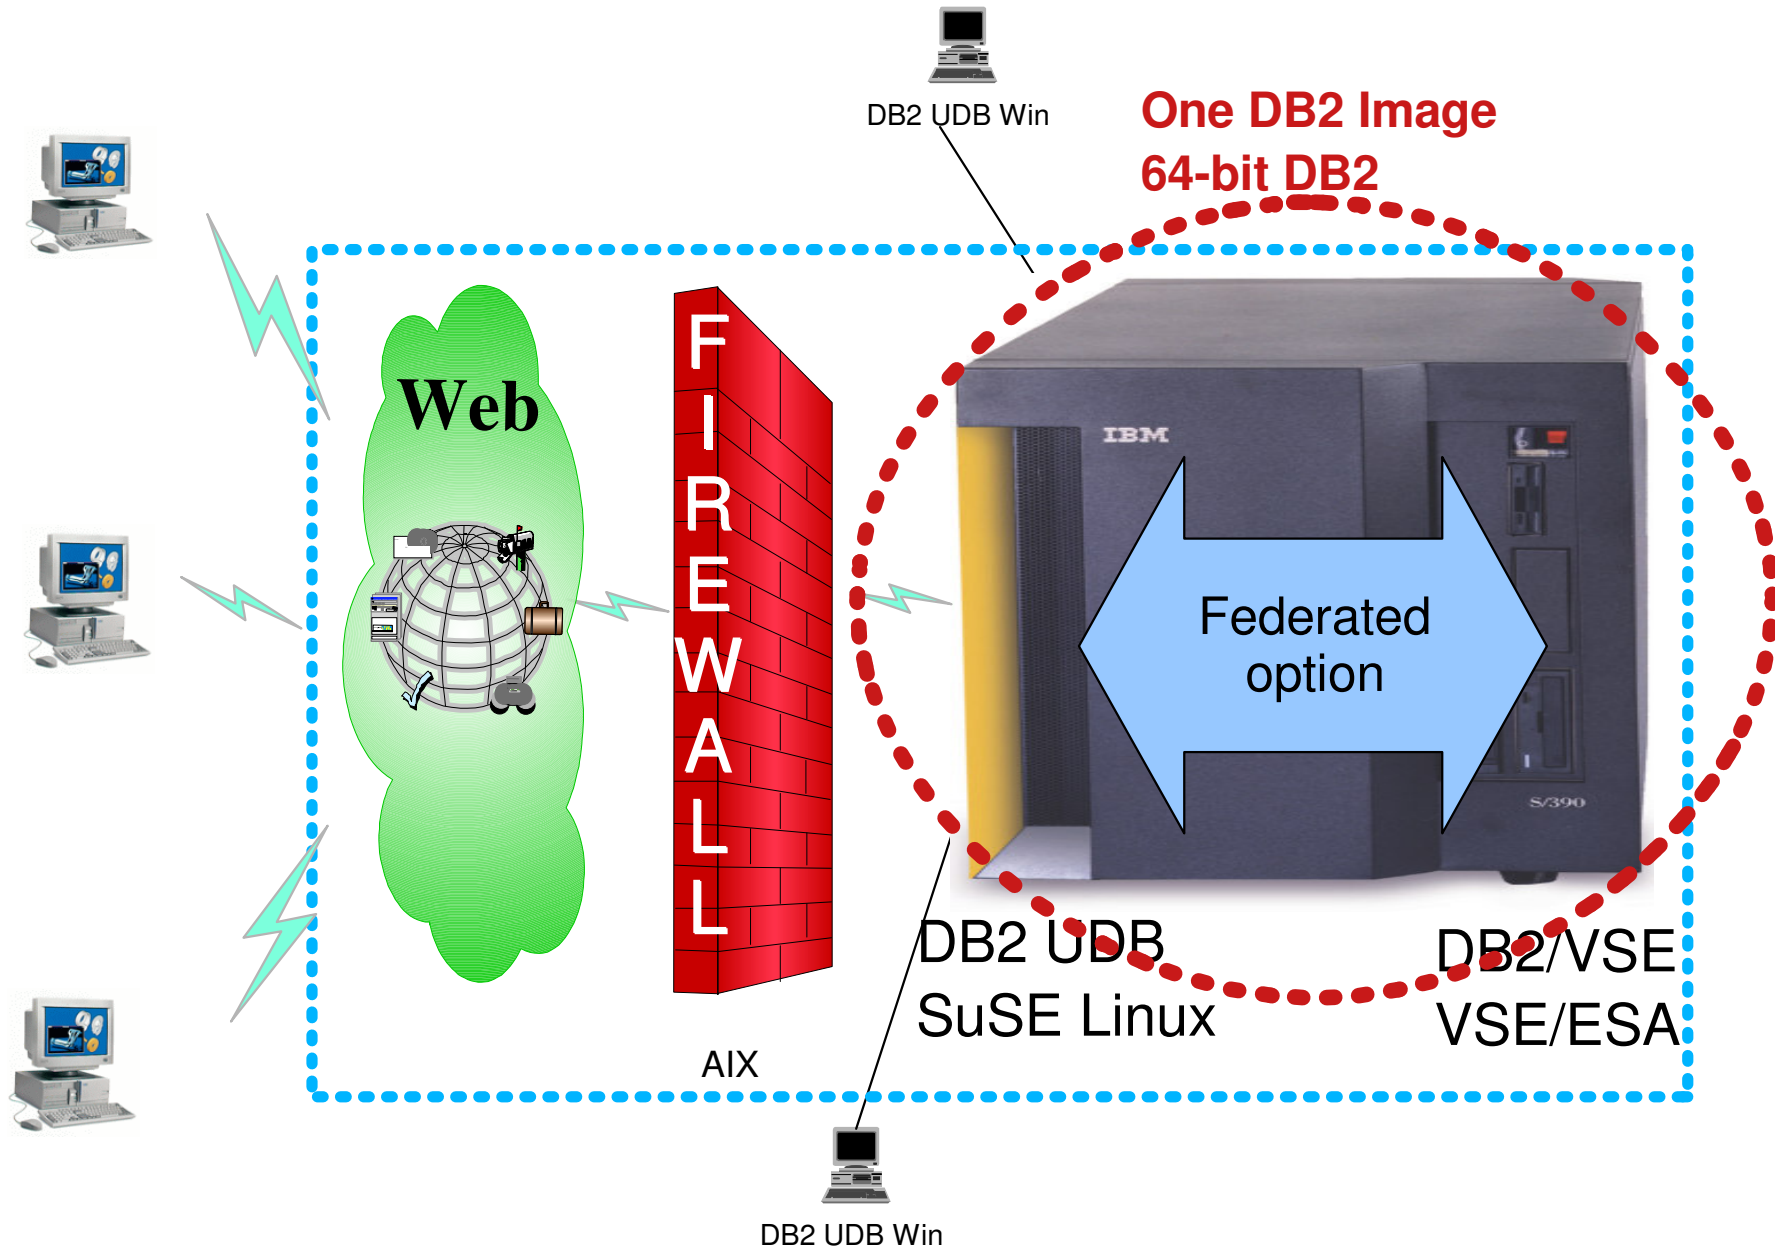 DB2 UDB Win
One DB2 Image
64-bit DB2
Web
FIREWALL
IBM
Federated
option
S/390
DB2 UDB
SuSE Linux
DB2/VSE
VSE/ESA
AIX
DB2 UDB Win